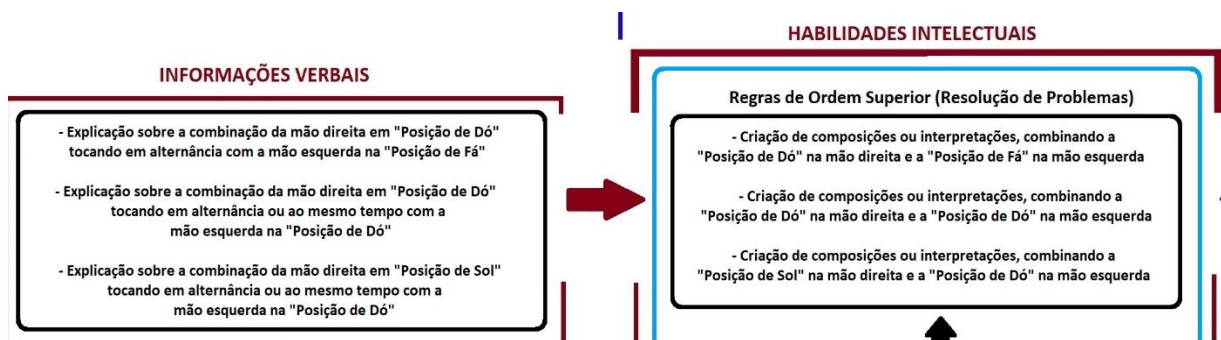 INFORMAÇÕES VERBAIS
- Explicação sobre a combinação da mão direita em "Posição de Dó"
tocando em alternância com a mão esquerda na "Posição de Fá"
- Explicação sobre a combinação da mão direita em "Posição de Dó"
tocando em alternância ou ao mesmo tempo com a
mão esquerda na "Posição de Dó"
- Explicação sobre a combinação da mão direita em "Posição de Sol"
tocando em alternância ou ao mesmo tempo com a
mão esquerda na "Posição de Dó"
HABILIDADES INTELECTUAIS
Regras de Ordem Superior (Resolução de Problemas)
- Criação de composições ou interpretações, combinando a
"Posição de Dó" na mão direita e a "Posição de Fá" na mão esquerda
- Criação de composições ou interpretações, combinando a
"Posição de Dó" na mão direita e a "Posição de Dó" na mão esquerda
- Criação de composições ou interpretações, combinando a
"Posição de Sol" na mão direita e a "Posição de Dó" na mão esquerda